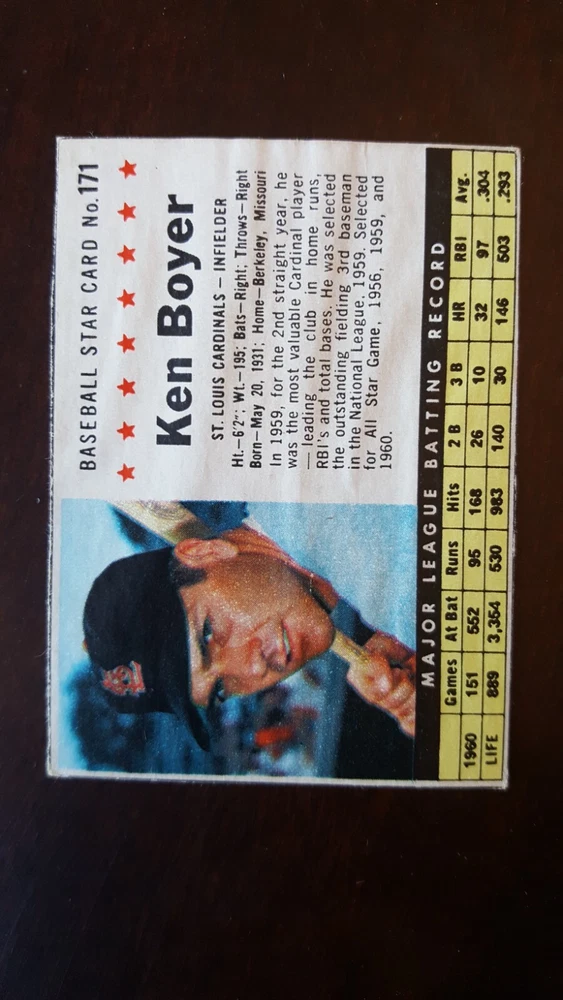 BASEBALL STAR CARD No. 171
Ken Boyer
ST. LOUIS CARDINALS — INFIELDER
Ht.—6'2"; Wt.—195; Bats—Right; Throws—Right
Born—May 20, 1931; Home—Berkeley, Missouri
In 1959, for the 2nd straight year, he
was the most valuable Cardinal player
— leading the club in home runs,
RBI's and total bases. He was selected
the outstanding fielding 3rd baseman
in the National League, 1959. Selected
for All Star Game, 1956, 1959, and
1960.
STL
MAJOR LEAGUE BATTING RECORD
Games At Bat Runs Hits 2 B 3 B HR RBI Avg.
1960 151 552 95 168 26 10 32 97 .304
LIFE 889 3,354 530 983 140 30 146 503 .293